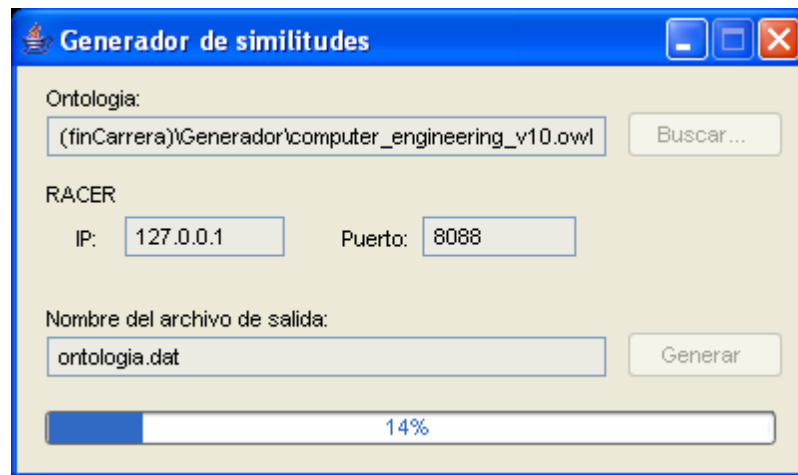 Generador de similitudes
Ontologia:
(finCarrera)\Generador\computer_engineering_v10.owl
Buscar...
RACER
IP: 127.0.0.1 Puerto: 8088
Nombre del archivo de salida:
ontologia.dat
Generar
14%